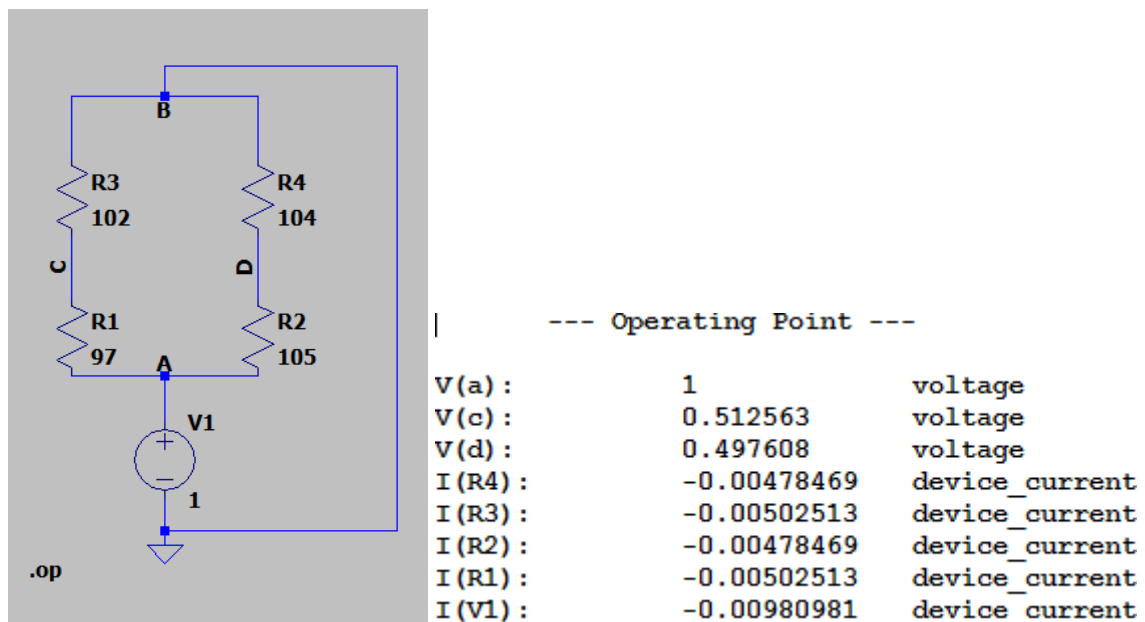 B
R3
102
R4
104
C
D
R1
97
R2
105
A
V1
+
1
.op
--- Operating Point ---
V(a): 1 voltage
V(c): 0.512563 voltage
V(d): 0.497608 voltage
I(R4): -0.00478469 device_current
I(R3): -0.00502513 device_current
I(R2): -0.00478469 device_current
I(R1): -0.00502513 device_current
I(V1): -0.00980981 device_current